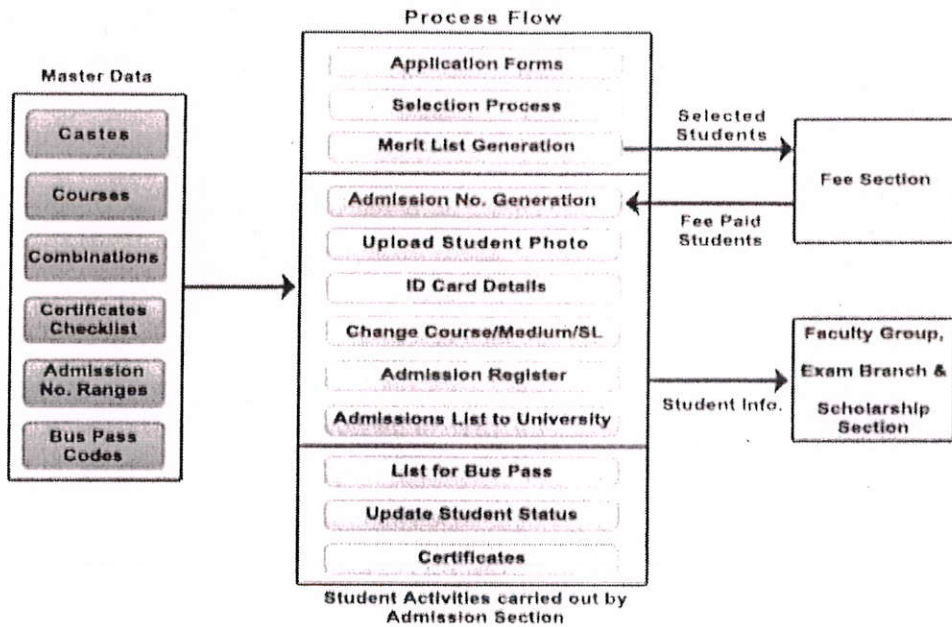 Process Flow
Master Data
Castes
Courses
Combinations
Certificates
Checklist
Admission
No. Ranges
Bus Pass
Codes
Application Forms
Selection Process
Merit List Generation
Admission No. Generation
Upload Student Photo
ID Card Details
Change Course/Medium/SL
Admission Register
Admissions List to University
List for Bus Pass
Update Student Status
Certificates
Student Activities carried out by
Admission Section
Selected
Students
Fee Section
Fee Paid
Students
Student Info.
Faculty Group,
Exam Branch &
Scholarship
Section